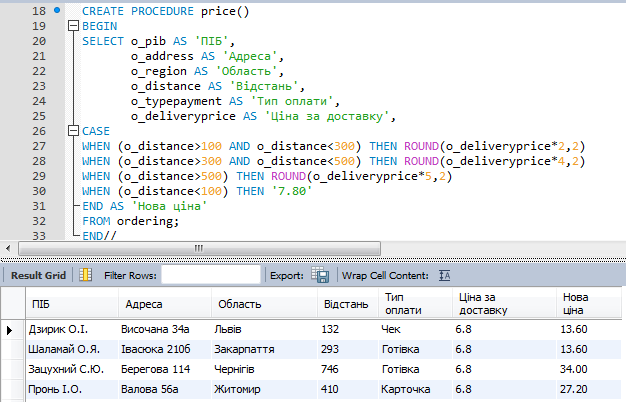 18 CREATE PROCEDURE price()
19 BEGIN
20 SELECT o_pib AS 'ПІБ',
21 o_address AS 'Адреса',
22 o_region AS 'Область',
23 o_distance AS 'Відстань',
24 o_typepayment AS 'Тип оплати',
25 o_deliveryprice AS 'Ціна за доставку',
26 CASE
27 WHEN (o_distance>100 AND o_distance<300) THEN ROUND(o_deliveryprice*2,2)
28 WHEN (o_distance>300 AND o_distance<500) THEN ROUND(o_deliveryprice*4,2)
29 WHEN (o_distance>500) THEN ROUND(o_deliveryprice*5,2)
30 WHEN (o_distance<100) THEN '7.80'
31 END AS 'Нова ціна'
32 FROM ordering;
33 END//
Result Grid Filter Rows: Export: Wrap Cell Content:
ПІБ Адреса Область Відстань Тип оплати Ціна за доставку Нова ціна
Дзирик О.І. Височана 34а Львів 132 Чек 6.8 13.60
Шаламай О.Я. Івасюка 210б Закарпаття 293 Готівка 6.8 13.60
Зацухний С.Ю. Берегова 114 Чернігів 746 Готівка 6.8 34.00
Пронь І.О. Валова 56а Житомир 410 Карточка 6.8 27.20